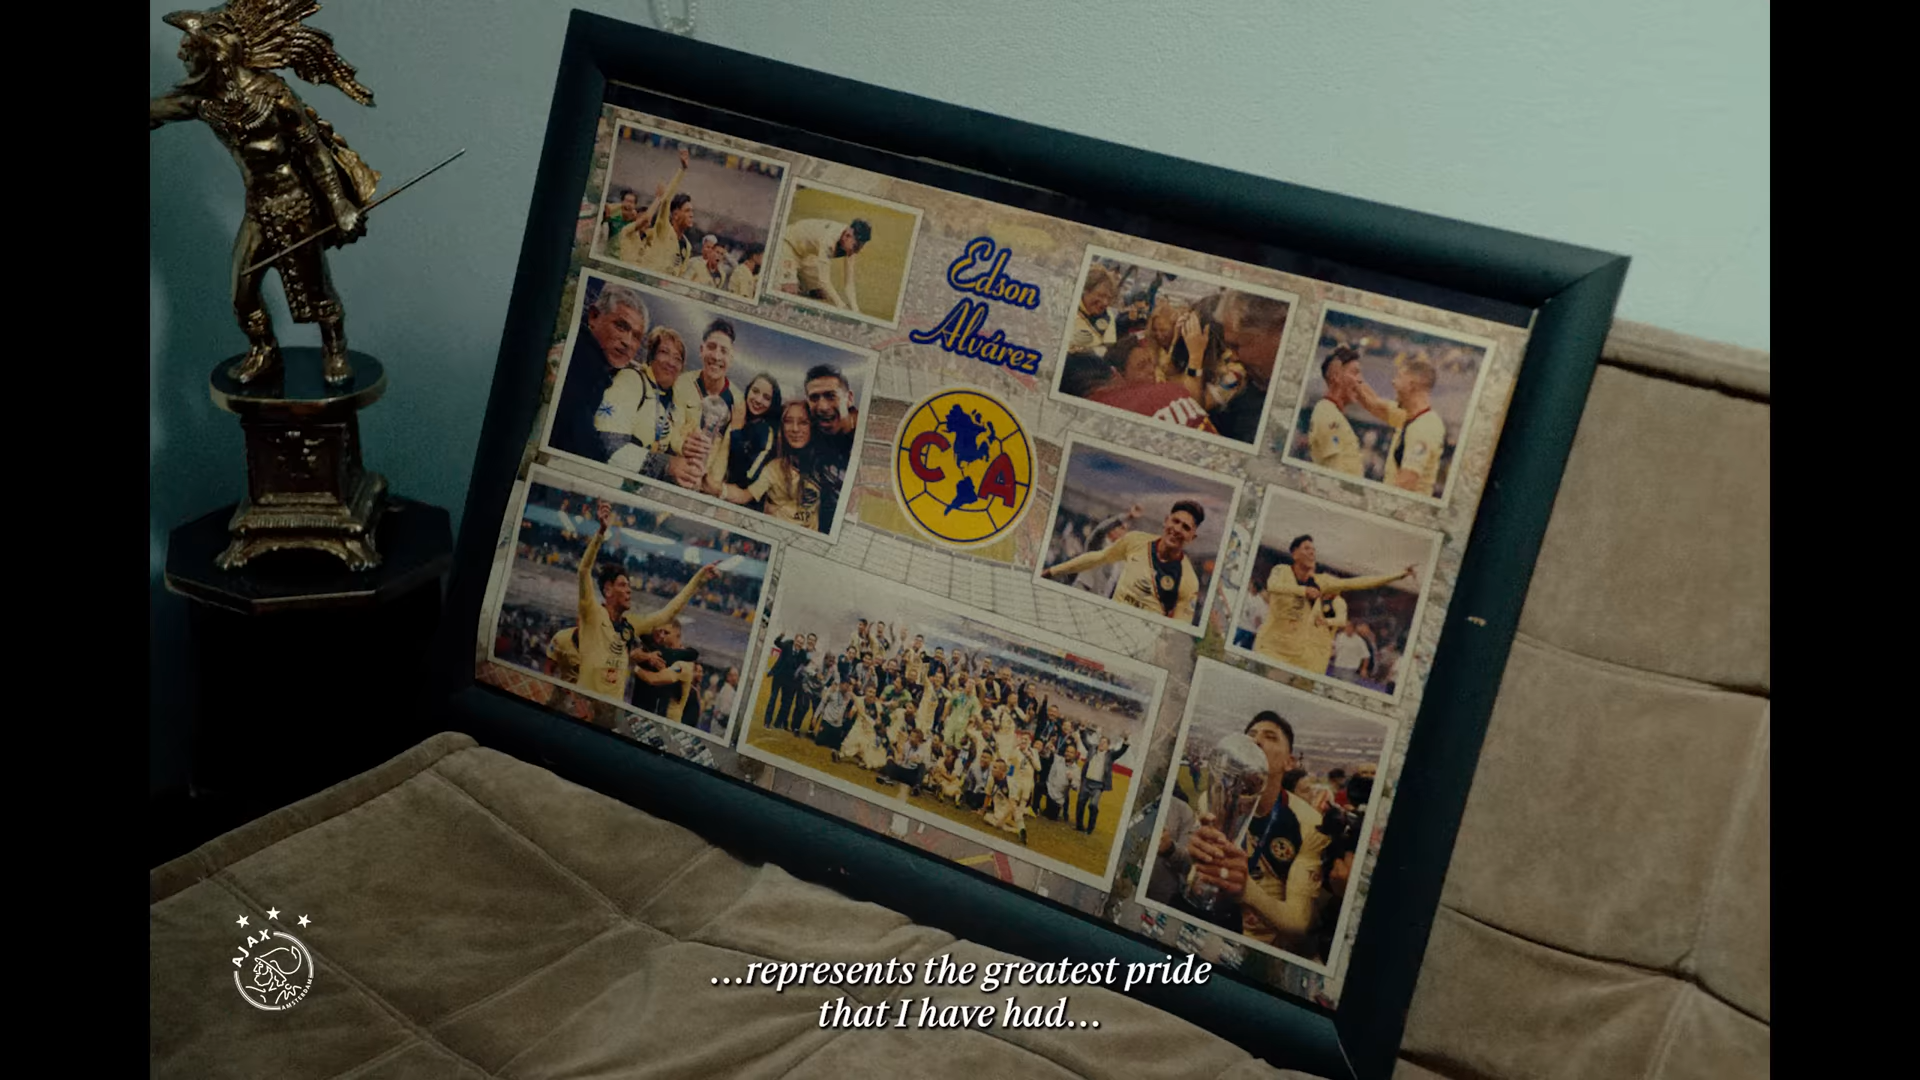 Edson
Alvárez
C A
AJAX
AMSTERDAM
...represents the greatest pride
that I have had...